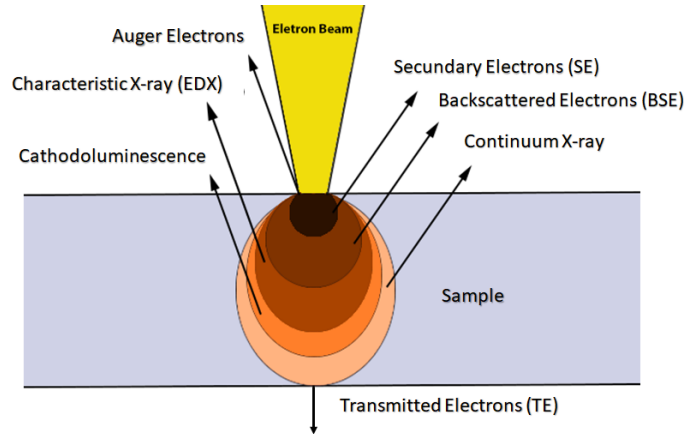 Eletron Beam
Auger Electrons
Secundary Electrons (SE)
Characteristic X-ray (EDX)
Backscattered Electrons (BSE)
Continuum X-ray
Cathodoluminescence
Sample
Transmitted Electrons (TE)